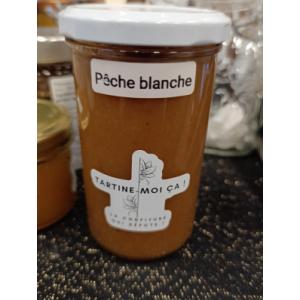 Pêche blanche
TARTINE-MOI ÇA !
LA CONFITURE
QUI DÉPOTE !